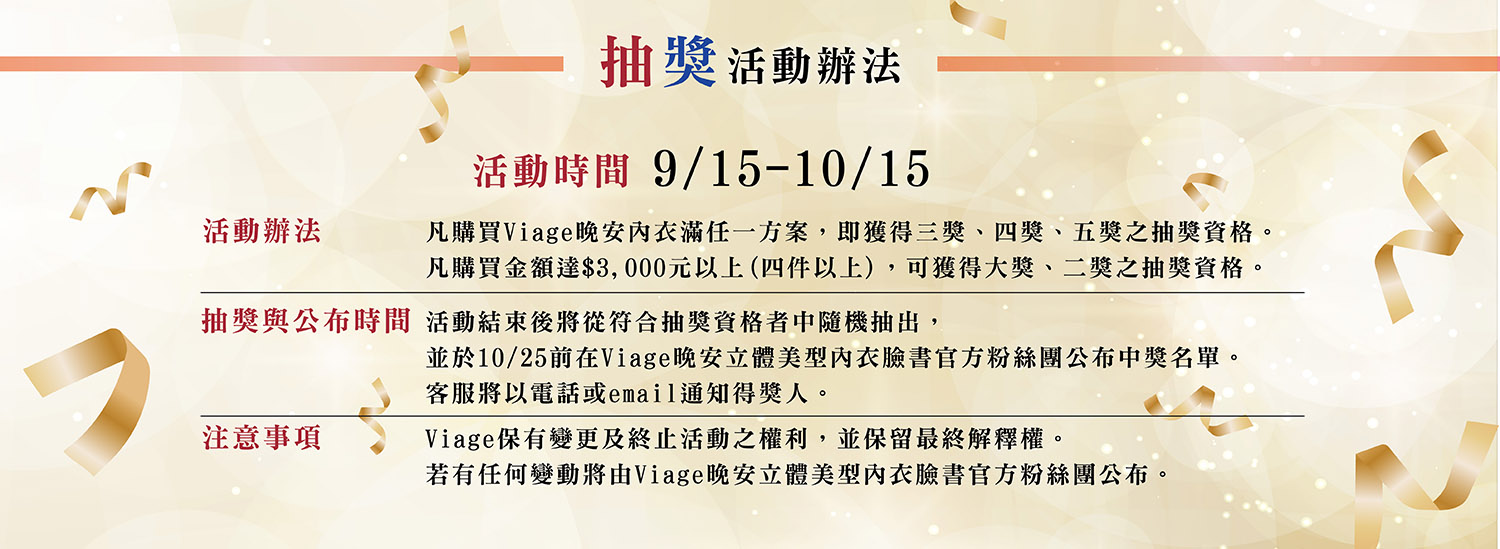 抽獎活動辦法
活動時間 9/15-10/15
活動辦法 凡購買Viage晚安內衣滿任一方案，即獲得三獎、四獎、五獎之抽獎資格。
凡購買金額達$3,000元以上(四件以上)，可獲得大獎、二獎之抽獎資格。
抽獎與公布時間 活動結束後將從符合抽獎資格者中隨機抽出，
並於10/25前在Viage晚安立體美型內衣臉書官方粉絲團公布中獎名單。
客服將以電話或email通知得獎人。
注意事項 Viage保有變更及終止活動之權利，並保留最終解釋權。
若有任何變動將由Viage晚安立體美型內衣臉書官方粉絲團公布。